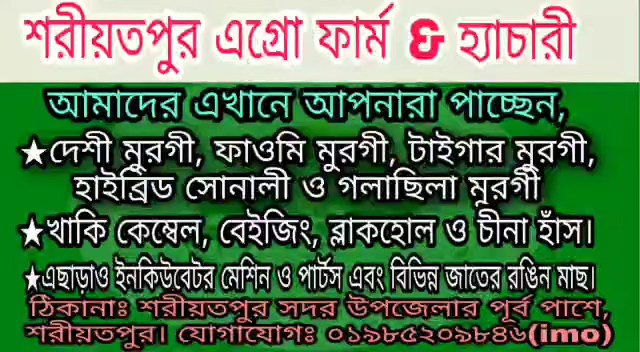 শরীয়তপুর এগ্রো ফার্ম & হ্যাচারী
আমাদের এখানে আপনারা পাচ্ছেন,
★দেশী মুরগী, ফাওমি মুরগী, টাইগার মুরগী,
হাইব্রিড সোনালী ও গলাছিলা মুরগী
★খাকি কেম্বেল, বেইজিং, ব্লাকহোল ও চীনা হাঁস।
★এছাড়াও ইনকিউবেটর মেশিন ও পার্টস এবং বিভিন্ন জাতের রঙিন মাছ।
ঠিকানাঃ শরীয়তপুর সদর উপজেলার পূর্ব পাশে,
শরীয়তপুর। যোগাযোগঃ ০১৯৮৫২০৯৮৪৬(imo)